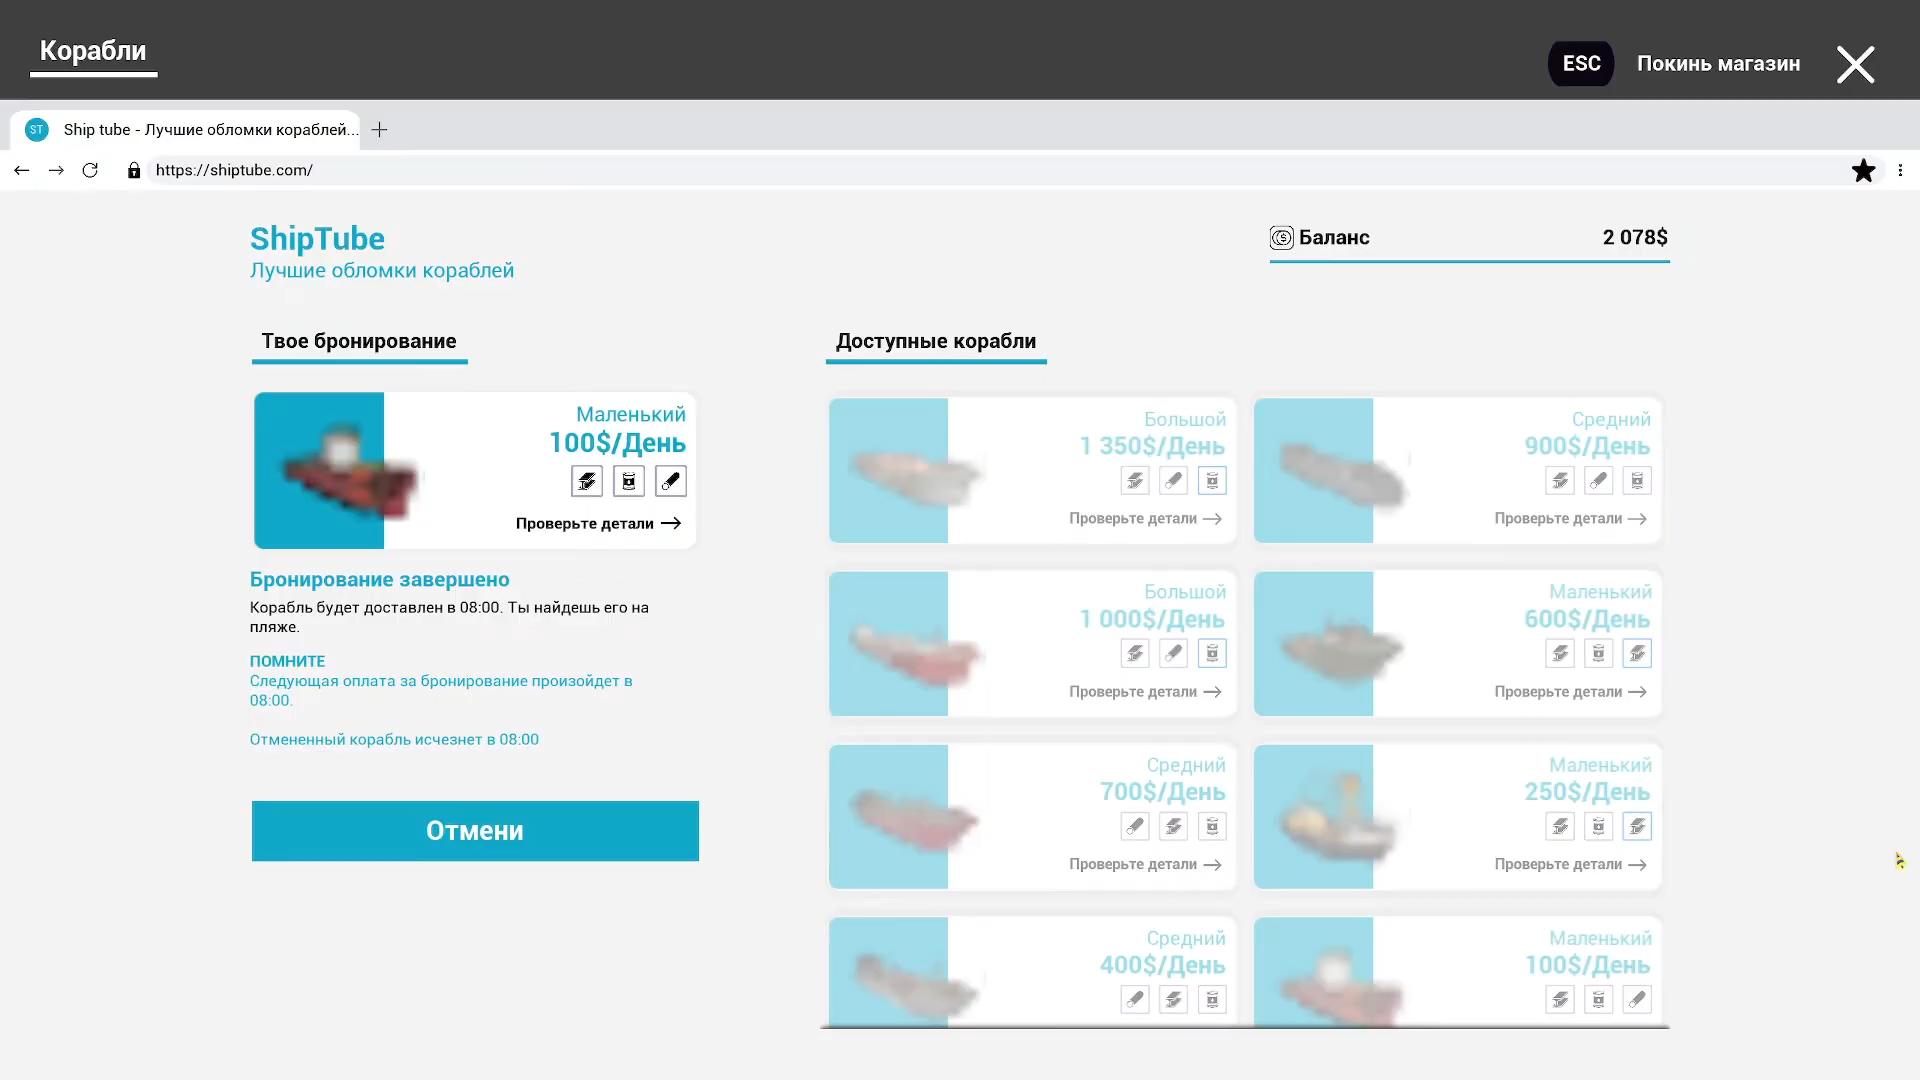 Корабли
ESC Покинь магазин
ST Ship tube - Лучшие обломки кораблей...
https://shiptube.com/
ShipTube
Лучшие обломки кораблей
Баланс 2 078$
Твое бронирование
Маленький
100$/День
Проверьте детали
Бронирование завершено
Корабль будет доставлен в 08:00. Ты найдешь его на
пляже.
ПОМНИТЕ
Следующая оплата за бронирование произойдет в
08:00.
Отмененный корабль исчезнет в 08:00
Отмени
Доступные корабли
Большой
1 350$/День
Проверьте детали
Средний
900$/День
Проверьте детали
Большой
1 000$/День
Проверьте детали
Маленький
600$/День
Проверьте детали
Средний
700$/День
Проверьте детали
Маленький
250$/День
Проверьте детали
Средний
400$/День
Маленький
100$/День